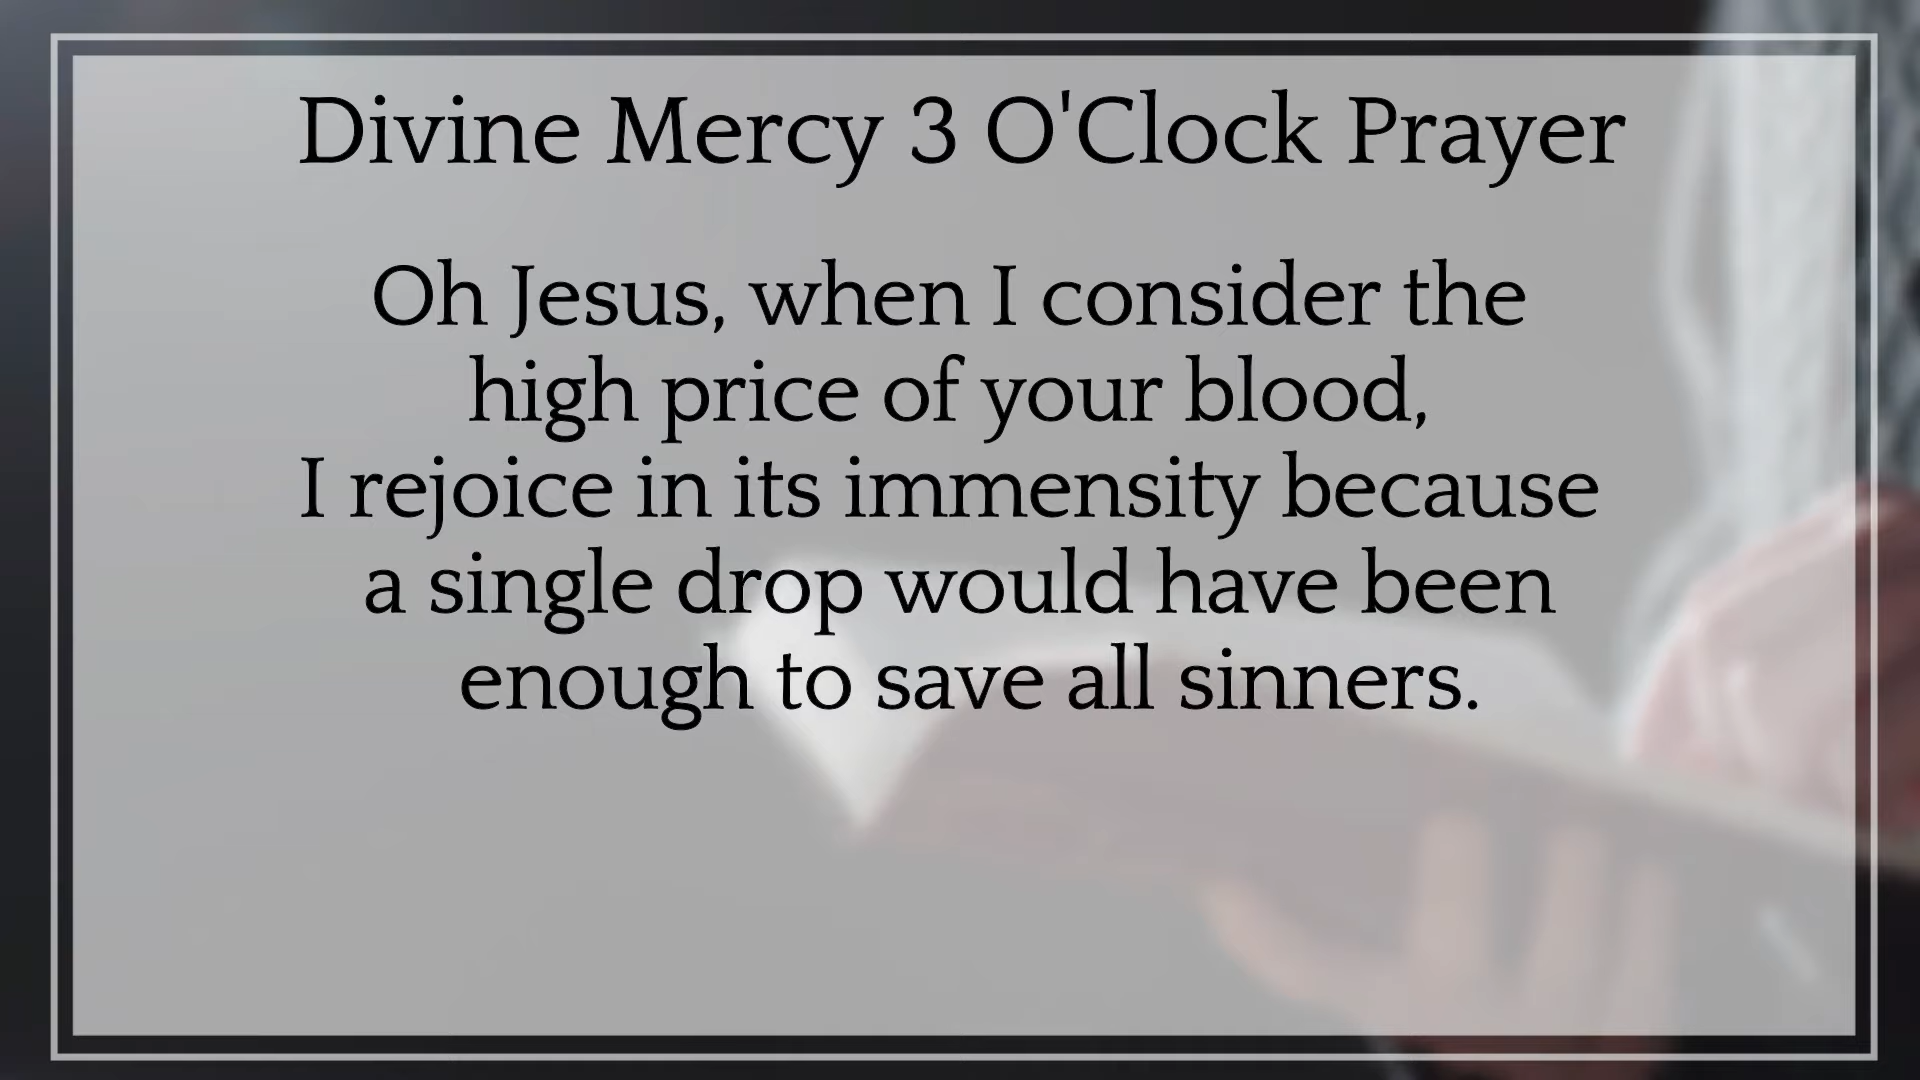 Divine Mercy 3 O'Clock Prayer
Oh Jesus, when I consider the
high price of your blood,
I rejoice in its immensity because
a single drop would have been
enough to save all sinners.